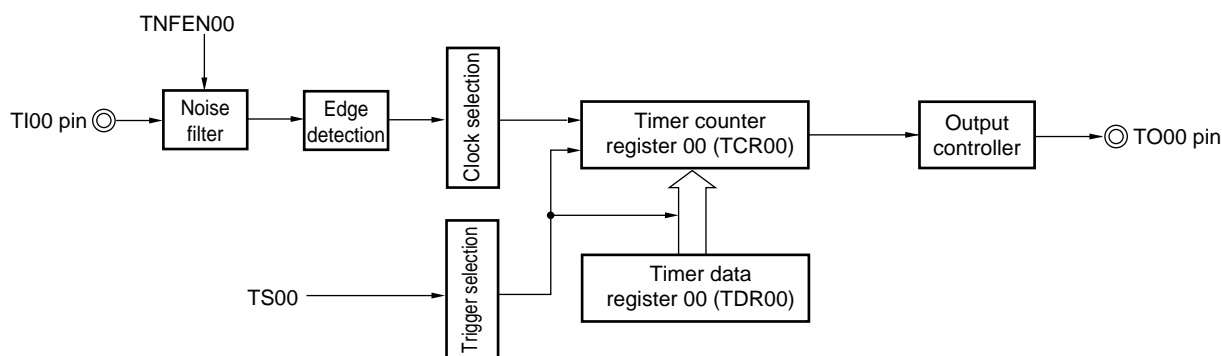 TNFEN00
TI00 pin
Noise
filter
Edge
detection
Clock selection
Timer counter
register 00 (TCR00)
Output
controller
TO00 pin
TS00
Trigger selection
Timer data
register 00 (TDR00)